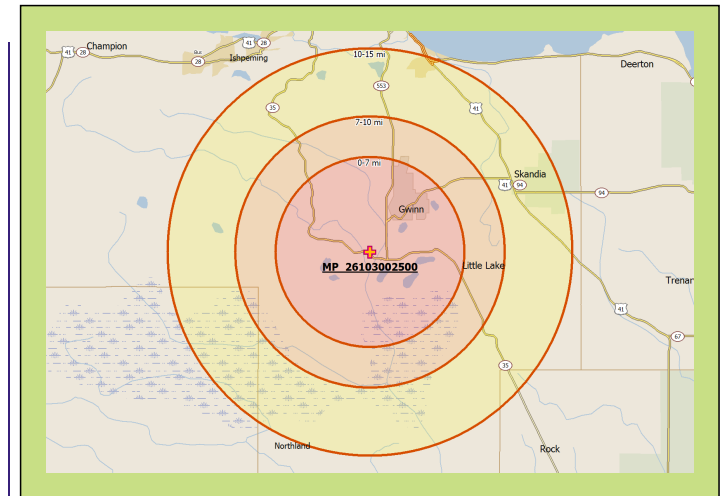 41
28
10-15 mi
41
28
Champion
Buc
28
Ishpeming
Deerton
553
35
41
7-10 mi
0-7 mi
Skandia
41
94
94
Gwinn
MP_26103002500
Little Lake
Trenar
41
67
35
Northland
Rock